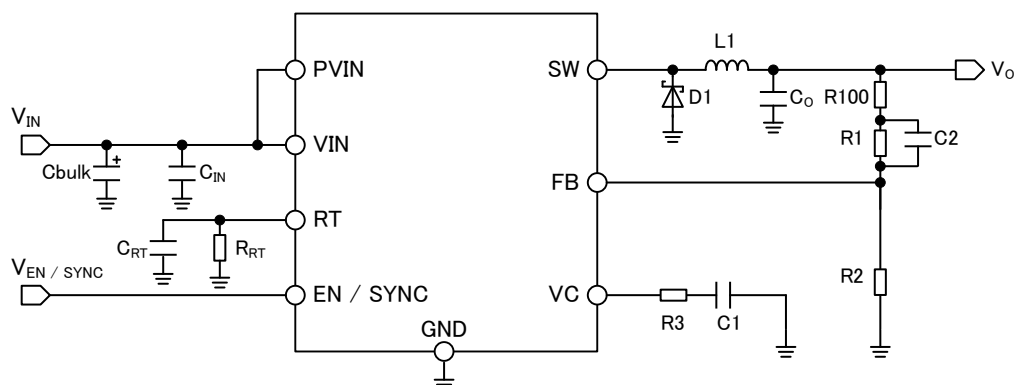 L1
PVIN
SW
V_O
D1
C_O
R100
V_IN
R1
C2
VIN
Cbulk
+
C_IN
FB
RT
C_RT
R_RT
V_EN / SYNC
EN / SYNC
VC
R2
R3
C1
GND